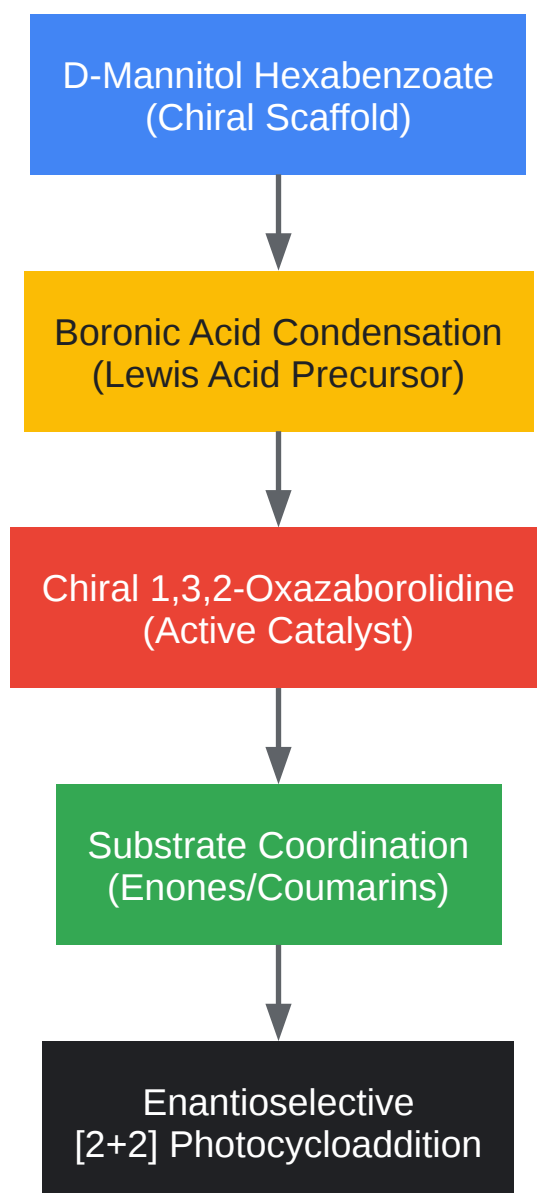 D-Mannitol Hexabenzoate
(Chiral Scaffold)
Boronic Acid Condensation
(Lewis Acid Precursor)
Chiral 1,3,2-Oxazaborolidine
(Active Catalyst)
Substrate Coordination
(Enones/Coumarins)
Enantioselective
[2+2] Photocycloaddition